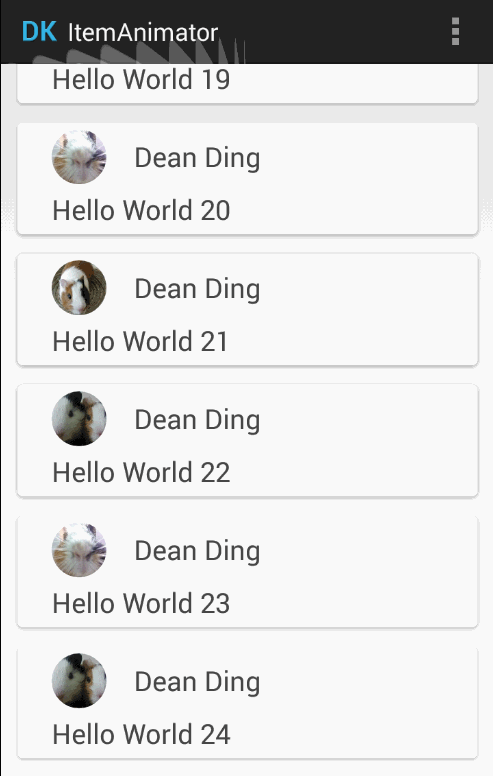 DK ItemAnimator
Hello World 19
Dean Ding
Hello World 20
Dean Ding
Hello World 21
Dean Ding
Hello World 22
Dean Ding
Hello World 23
Dean Ding
Hello World 24